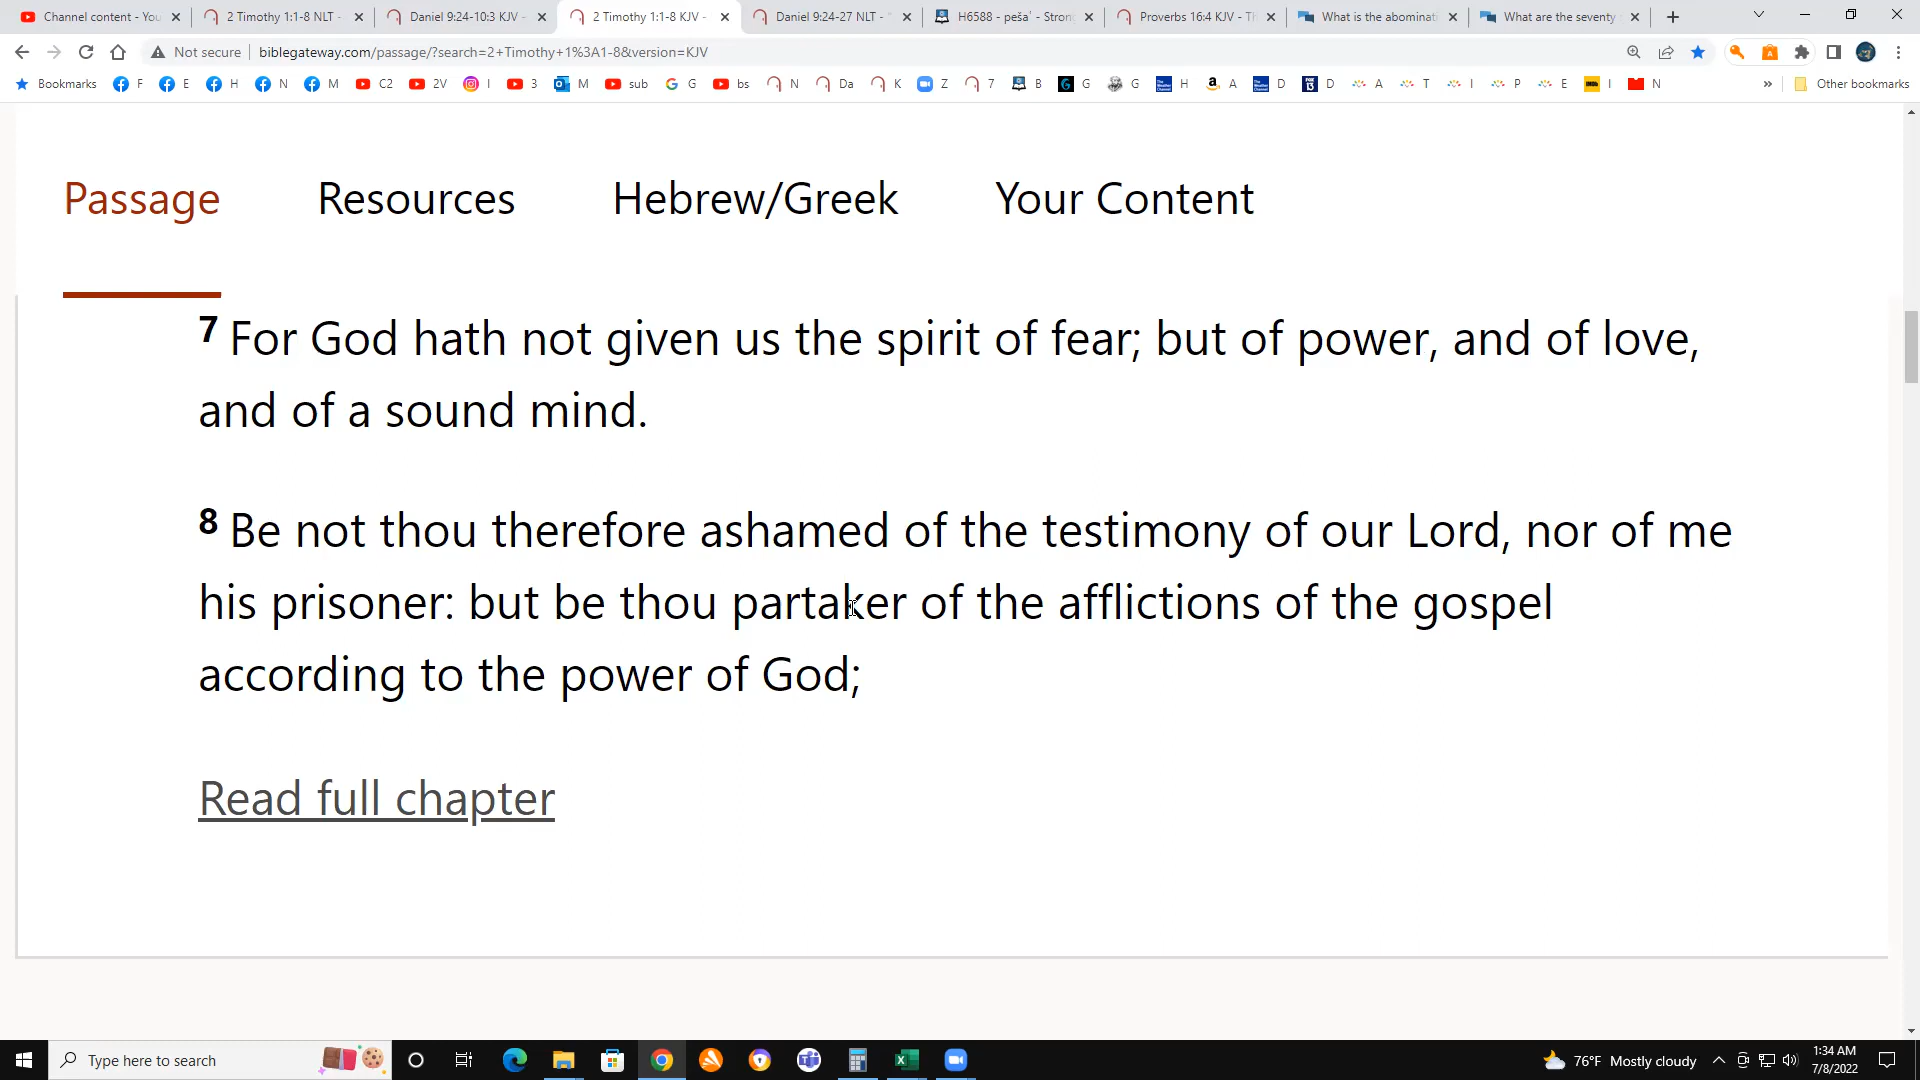 Channel content - You
2 Timothy 1:1-8 NLT -
Daniel 9:24-10:3 KJV -
2 Timothy 1:1-8 KJV -
Daniel 9:24-27 NLT - "
H6588 - peša' - Stron
Proverbs 16:4 KJV - Th
What is the abominati
What are the seventy
Not secure | biblegateway.com/passage/?search=2+Timothy+1%3A1-8&version=KJV
Bookmarks F E H N M C2 2V I 3 M sub G bs N Da K Z 7 B G G H A D D A T I P E I N » Other bookmarks
Passage Resources Hebrew/Greek Your Content
7 For God hath not given us the spirit of fear; but of power, and of love,
and of a sound mind.
8 Be not thou therefore ashamed of the testimony of our Lord, nor of me
his prisoner: but be thou partaker of the afflictions of the gospel
according to the power of God;
Read full chapter
Type here to search
76°F Mostly cloudy
1:34 AM
7/8/2022